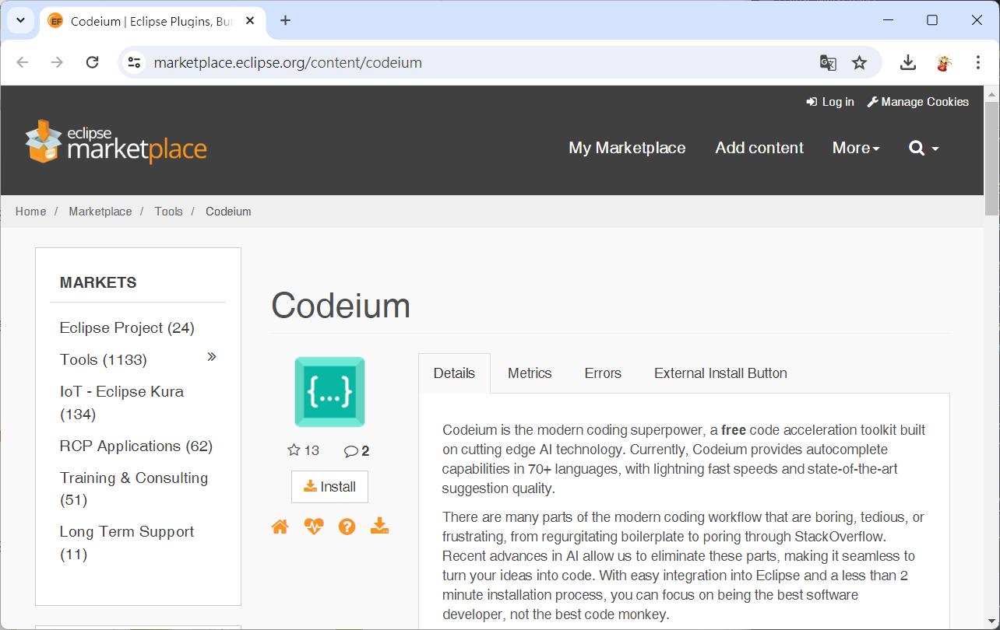 EF Codeium | Eclipse Plugins, Bun
marketplace.eclipse.org/content/codeium
Log in Manage Cookies
eclipse
marketplace
My Marketplace Add content More
Home / Marketplace / Tools / Codeium
MARKETS
Eclipse Project (24)
Tools (1133) »
IoT - Eclipse Kura
(134)
RCP Applications (62)
Training & Consulting
(51)
Long Term Support
(11)
Codeium
{...}
13 2
Install
Details Metrics Errors External Install Button
Codeium is the modern coding superpower, a free code acceleration toolkit built
on cutting edge AI technology. Currently, Codeium provides autocomplete
capabilities in 70+ languages, with lightning fast speeds and state-of-the-art
suggestion quality.
There are many parts of the modern coding workflow that are boring, tedious, or
frustrating, from regurgitating boilerplate to poring through StackOverflow.
Recent advances in AI allow us to eliminate these parts, making it seamless to
turn your ideas into code. With easy integration into Eclipse and a less than 2
minute installation process, you can focus on being the best software
developer, not the best code monkey.